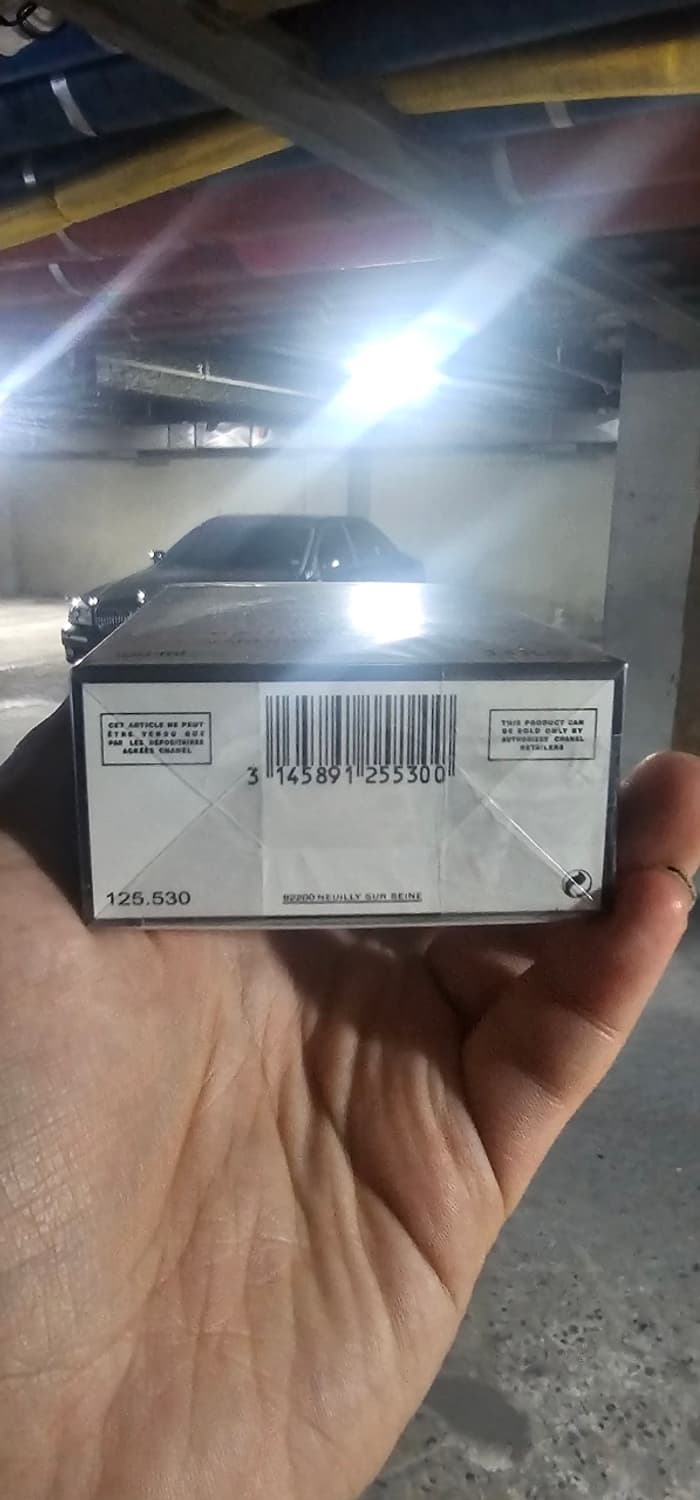 CET ARTICLE NE PEUT
ÊTRE VENDU QUE
PAR LES DÉPOSITAIRES
AGRÉÉS CHANEL
3 145891 255300
THIS PRODUCT CAN
BE SOLD ONLY BY
AUTHORIZED CHANEL
RETAILERS
125.530
92200 NEUILLY SUR SEINE